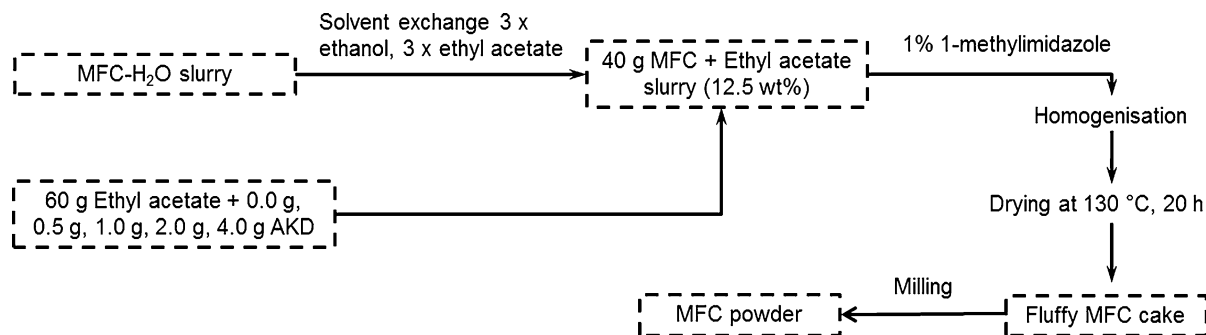 Solvent exchange 3 x
ethanol, 3 x ethyl acetate
MFC-H₂O slurry
40 g MFC + Ethyl acetate
slurry (12.5 wt%)
1% 1-methylimidazole
Homogenisation
60 g Ethyl acetate + 0.0 g,
0.5 g, 1.0 g, 2.0 g, 4.0 g AKD
Drying at 130 °C, 20 h
Fluffy MFC cake
Milling
MFC powder